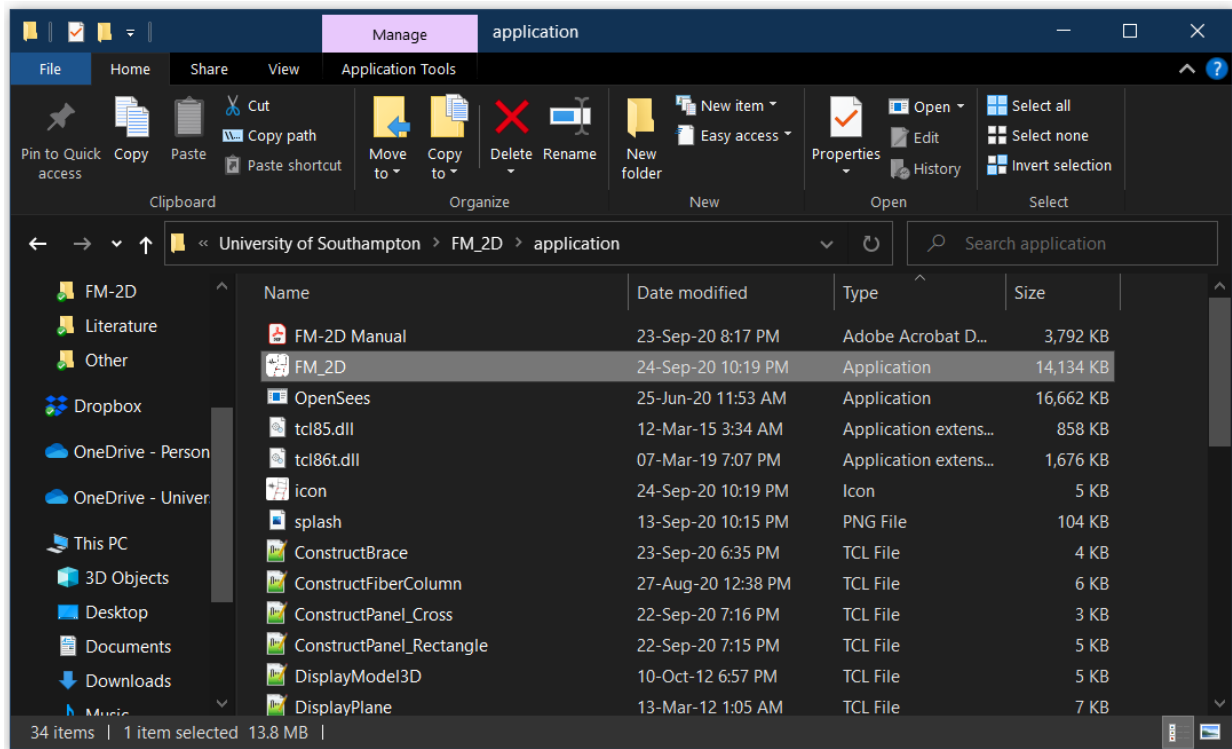 Manage application
File Home Share View Application Tools
Pin to Quick access
Copy
Paste
Cut
Copy path
Paste shortcut
Clipboard
Move to
Copy to
Delete
Rename
Organize
New folder
New item
Easy access
New
Properties
Open
Edit
History
Open
Select all
Select none
Invert selection
Select
« University of Southampton > FM_2D > application
Search application
FM-2D
Literature
Other
Dropbox
OneDrive - Person
OneDrive - Univer
This PC
3D Objects
Desktop
Documents
Downloads
Music
Name Date modified Type Size
FM-2D Manual 23-Sep-20 8:17 PM Adobe Acrobat D... 3,792 KB
FM_2D 24-Sep-20 10:19 PM Application 14,134 KB
OpenSees 25-Jun-20 11:53 AM Application 16,662 KB
tcl85.dll 12-Mar-15 3:34 AM Application extens... 858 KB
tcl86t.dll 07-Mar-19 7:07 PM Application extens... 1,676 KB
icon 24-Sep-20 10:19 PM Icon 5 KB
splash 13-Sep-20 10:15 PM PNG File 104 KB
ConstructBrace 23-Sep-20 6:35 PM TCL File 4 KB
ConstructFiberColumn 27-Aug-20 12:38 PM TCL File 6 KB
ConstructPanel_Cross 22-Sep-20 7:16 PM TCL File 3 KB
ConstructPanel_Rectangle 22-Sep-20 7:15 PM TCL File 5 KB
DisplayModel3D 10-Oct-12 6:57 PM TCL File 5 KB
DisplayPlane 13-Mar-12 1:05 AM TCL File 7 KB
34 items | 1 item selected 13.8 MB |